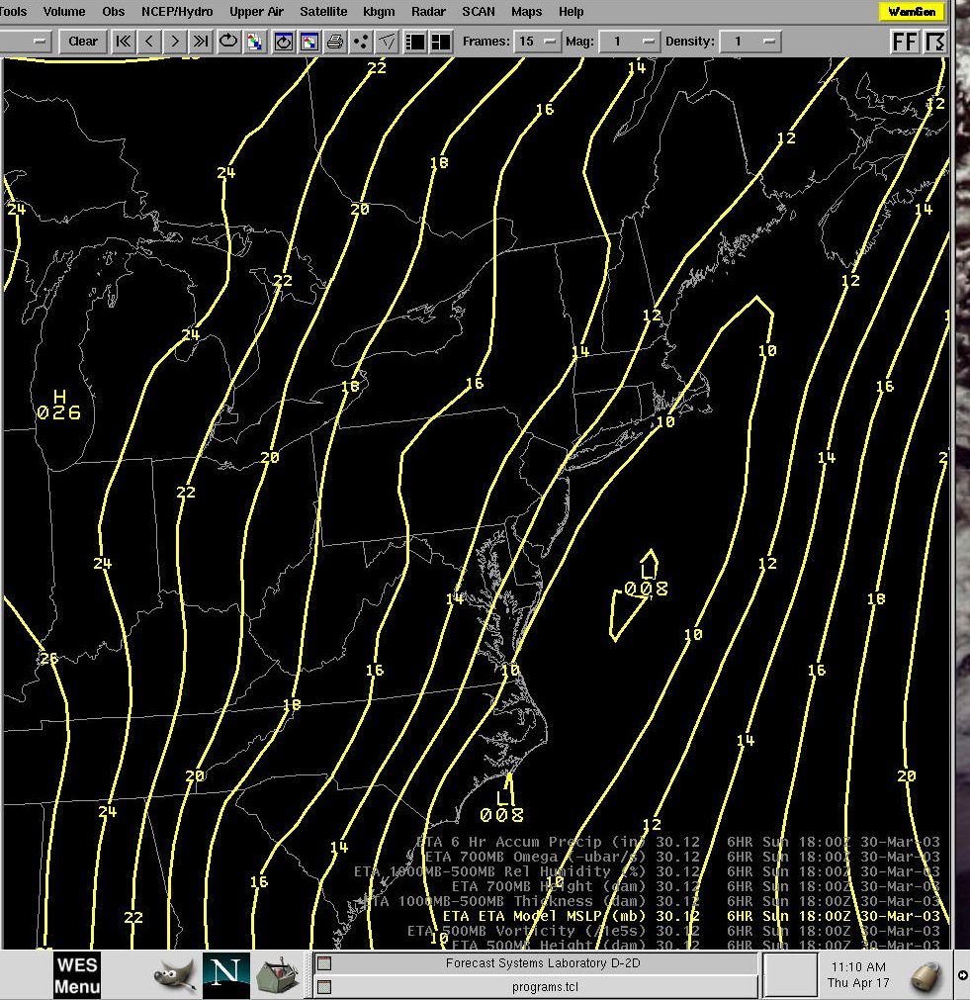 Tools Volume Obs NCEP/Hydro Upper Air Satellite kbgm Radar SCAN Maps Help WarnGen
Clear Frames: 15 Mag: 1 Density: 1 FF
22 14
16 12
12
24 18
24 20 14
22 12
24 12
14 10
H 18 16 16
026
10
20 14
22
24 12
L
008
14 18
10
26
16 10 16
18
14
20 20
L
24 008
12
14
ETA 6 Hr Accum Precip (in) 30.12 6HR Sun 18:00Z 30-Mar-03
ETA 700MB Omega (-ubar/s) 30.12 6HR Sun 18:00Z 30-Mar-03
ETA 1000MB-500MB Rel Humidity (%) 30.12 6HR Sun 18:00Z 30-Mar-03
16 10
ETA 700MB Height (dam) 30.12 6HR Sun 18:00Z 30-Mar-03
ETA 1000MB-500MB Thickness (dam) 30.12 6HR Sun 18:00Z 30-Mar-03
22
ETA ETA Model MSLP (mb) 30.12 6HR Sun 18:00Z 30-Mar-03
ETA 500MB Vorticity (/1e5s) 30.12 6HR Sun 18:00Z 30-Mar-03
10
ETA 500MB Height (dam) 30.12 6HR Sun 18:00Z 30-Mar-03
WES
Menu
N
Forecast Systems Laboratory D-2D
programs.tcl
11:10 AM
Thu Apr 17